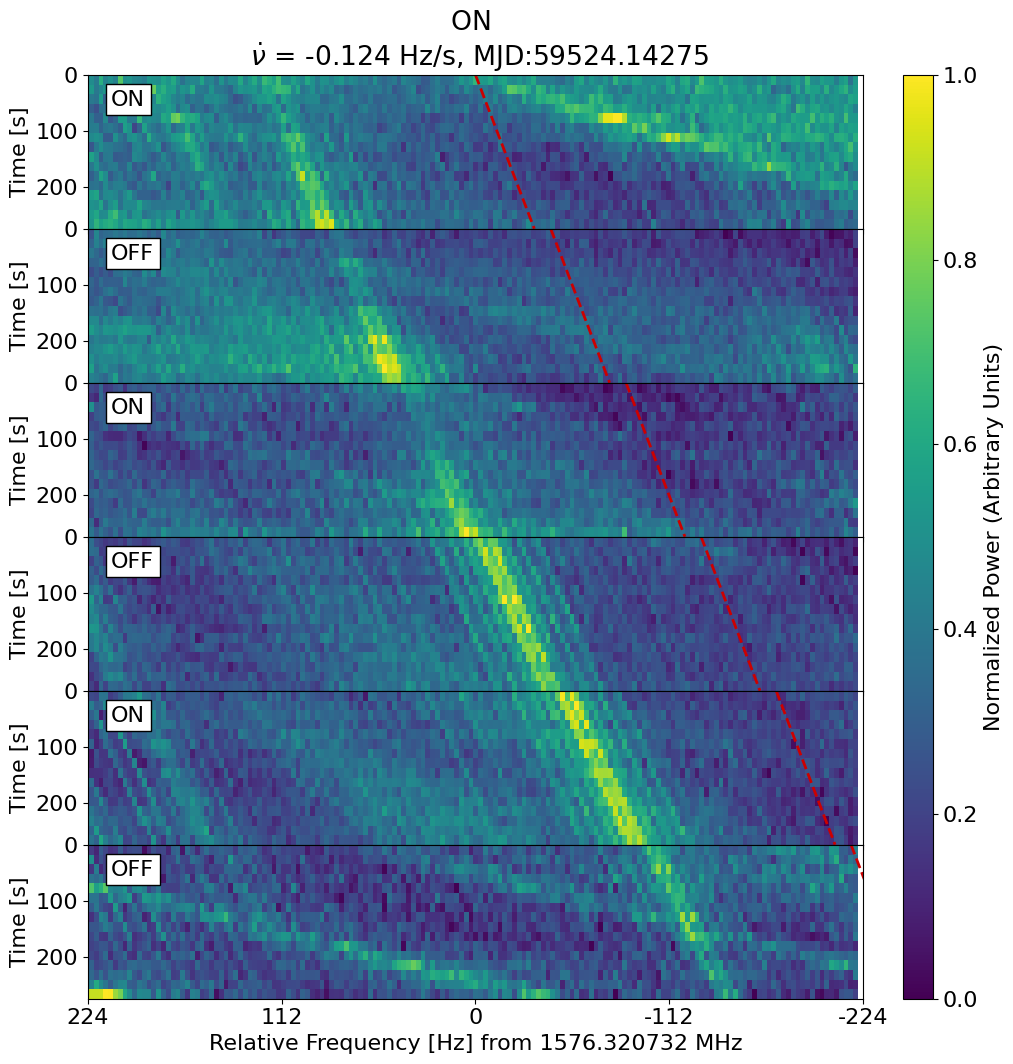 ON
ν̇ = -0.124 Hz/s, MJD:59524.14275
0
ON
100
200
Time [s]
0
OFF
100
200
Time [s]
0
ON
100
200
Time [s]
0
OFF
100
200
Time [s]
0
ON
100
200
Time [s]
0
OFF
100
200
Time [s]
224 112 0 -112 -224
Relative Frequency [Hz] from 1576.320732 MHz
1.0
0.8
0.6
0.4
0.2
0.0
Normalized Power (Arbitrary Units)